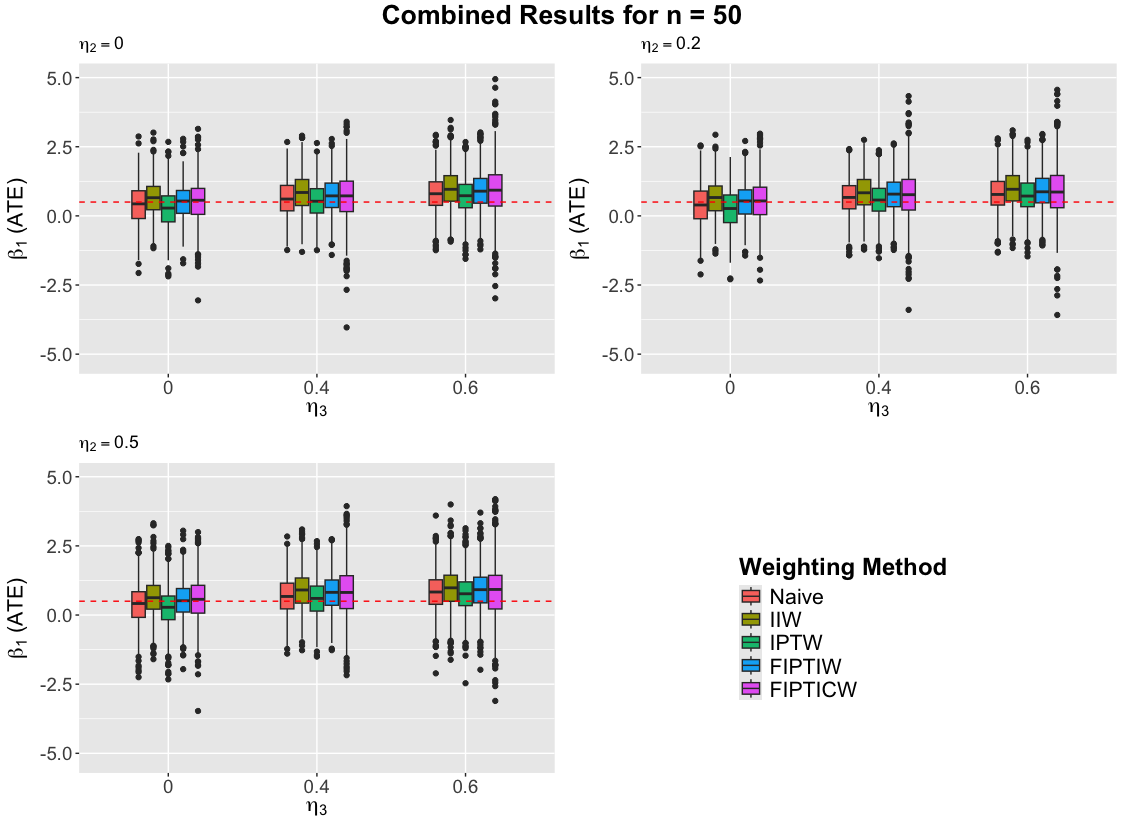 Combined Results for n = 50
η2 = 0
5.0
2.5
0.0
-2.5
-5.0
β1 (ATE)
0
0.4
0.6
η3
η2 = 0.2
5.0
2.5
0.0
-2.5
-5.0
β1 (ATE)
0
0.4
0.6
η3
η2 = 0.5
5.0
2.5
0.0
-2.5
-5.0
β1 (ATE)
0
0.4
0.6
η3
Weighting Method
Naive
IIW
IPTW
FIPTIW
FIPTICW